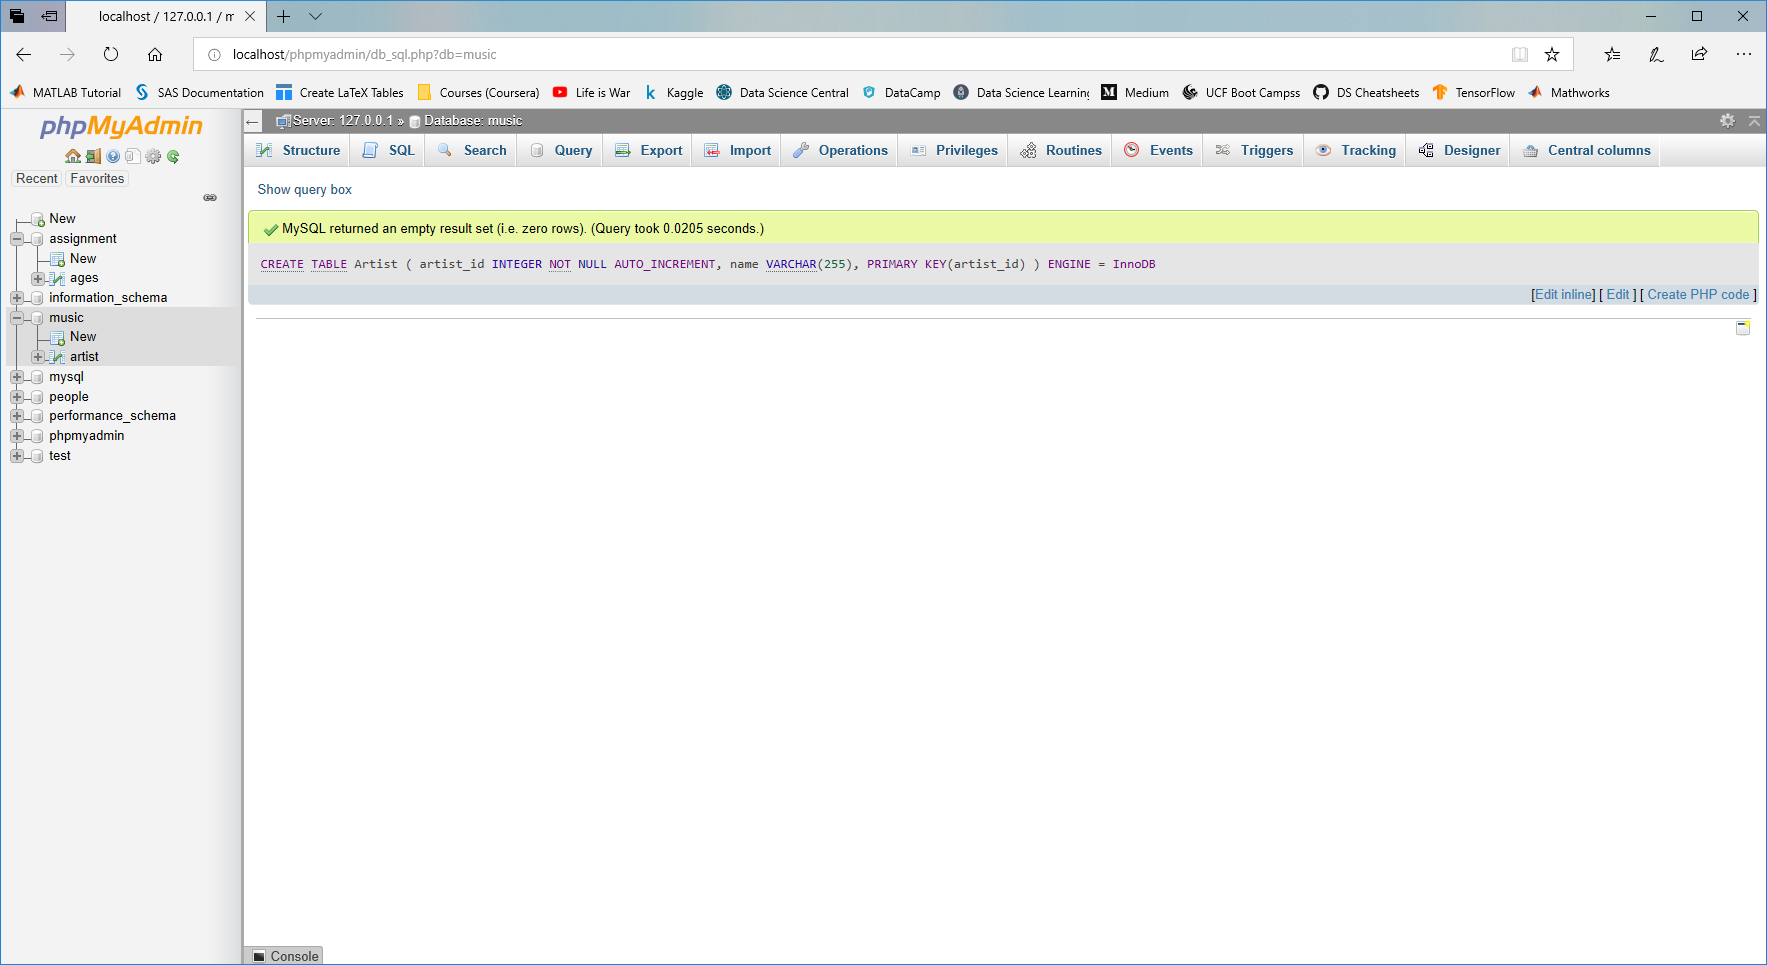 localhost / 127.0.0.1 / m
localhost/phpmyadmin/db_sql.php?db=music
MATLAB Tutorial SAS Documentation Create LaTeX Tables Courses (Coursera) Life is War Kaggle Data Science Central DataCamp Data Science Learning Medium UCF Boot Campss DS Cheatsheets TensorFlow Mathworks
phpMyAdmin
Recent Favorites
New
assignment
New
ages
information_schema
music
New
artist
mysql
people
performance_schema
phpmyadmin
test
Server: 127.0.0.1 » Database: music
Structure SQL Search Query Export Import Operations Privileges Routines Events Triggers Tracking Designer Central columns
Show query box
MySQL returned an empty result set (i.e. zero rows). (Query took 0.0205 seconds.)
CREATE TABLE Artist ( artist_id INTEGER NOT NULL AUTO_INCREMENT, name VARCHAR(255), PRIMARY KEY(artist_id) ) ENGINE = InnoDB
[Edit inline] [ Edit ] [ Create PHP code ]
Console